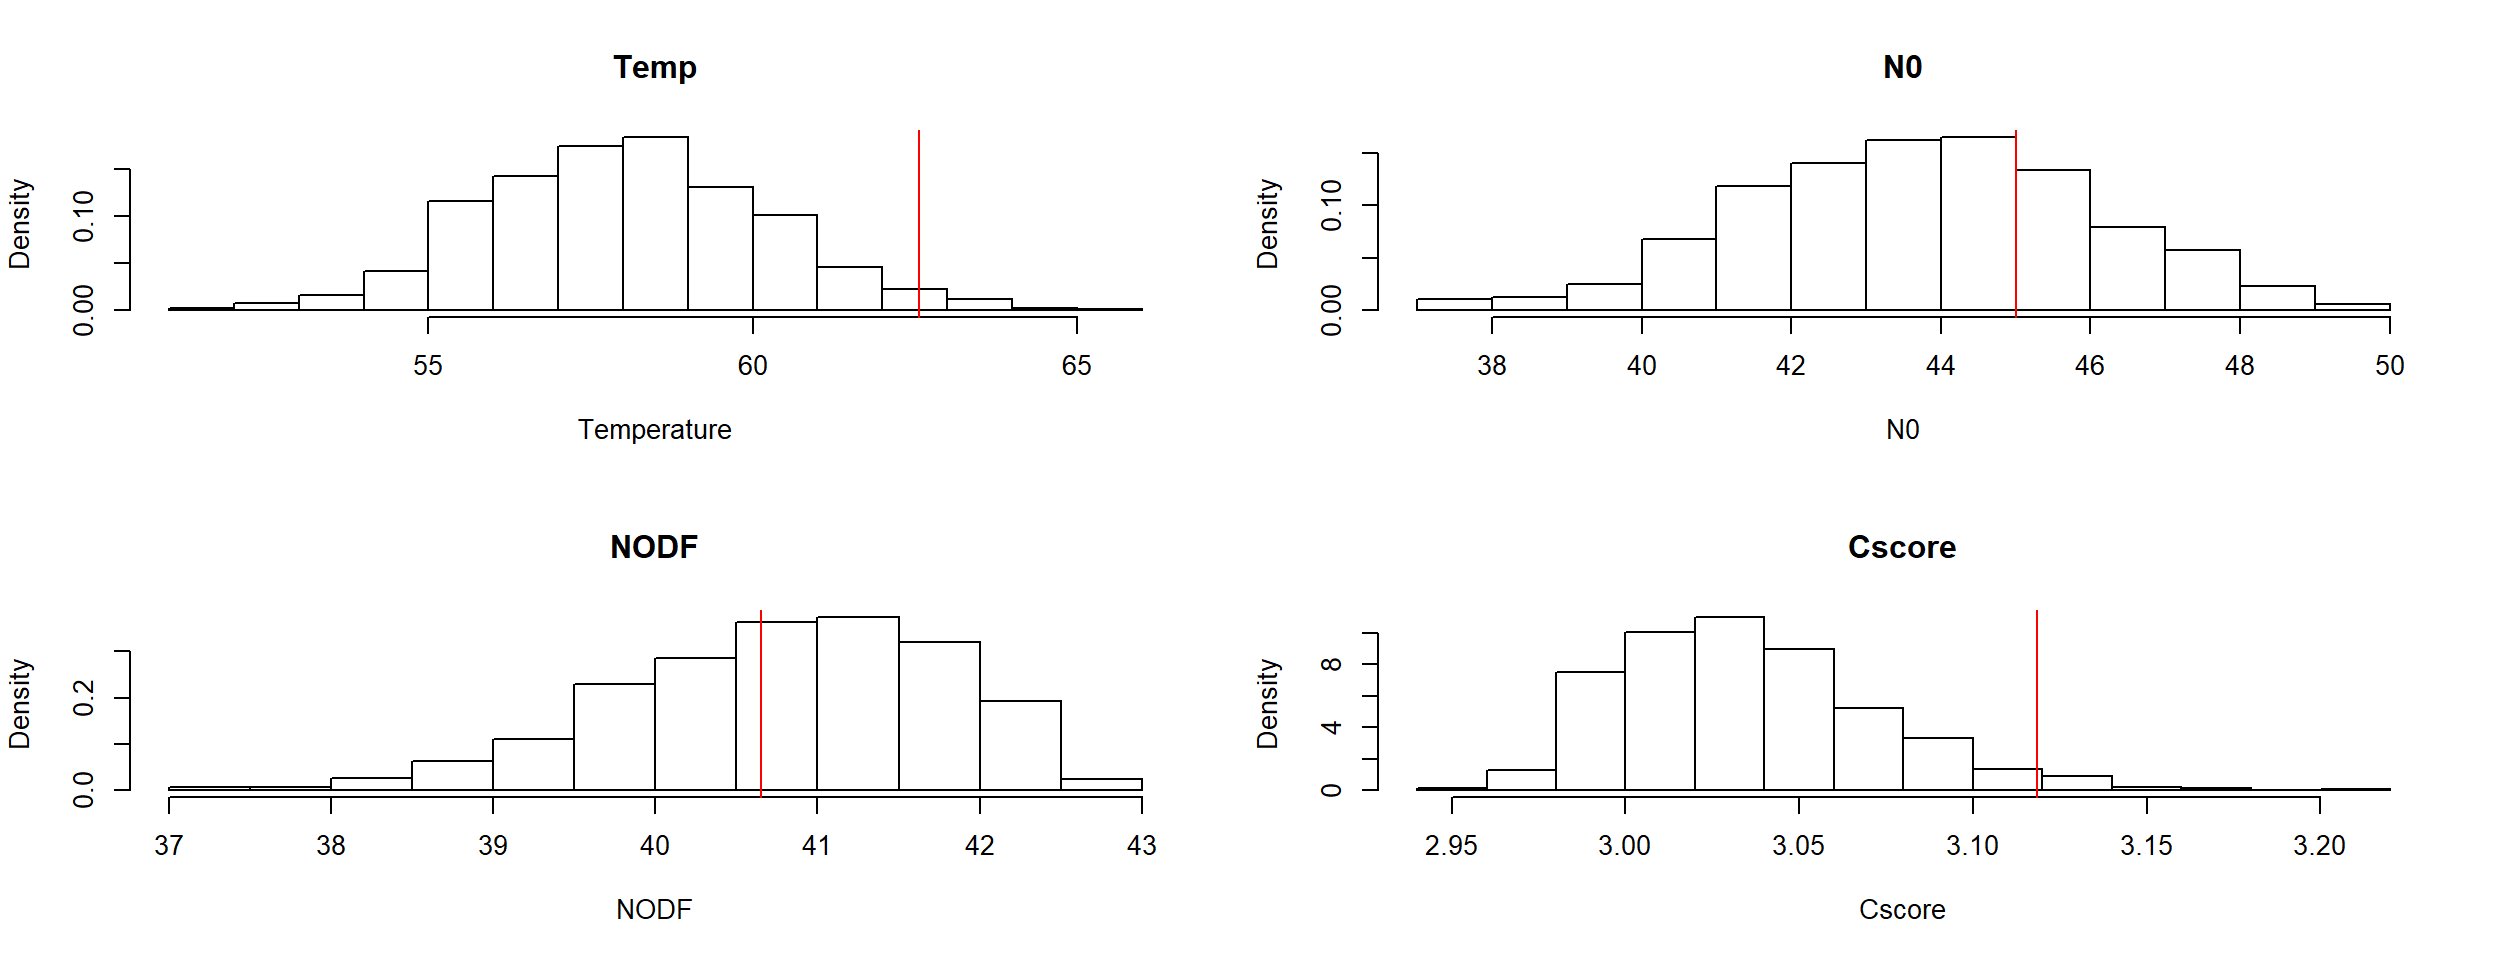 Temp
Density
0.00 0.10
55 60 65
Temperature
N0
Density
0.00 0.10
38 40 42 44 46 48 50
N0
NODF
Density
0.0 0.2
37 38 39 40 41 42 43
NODF
Cscore
Density
0 4 8
2.95 3.00 3.05 3.10 3.15 3.20
Cscore